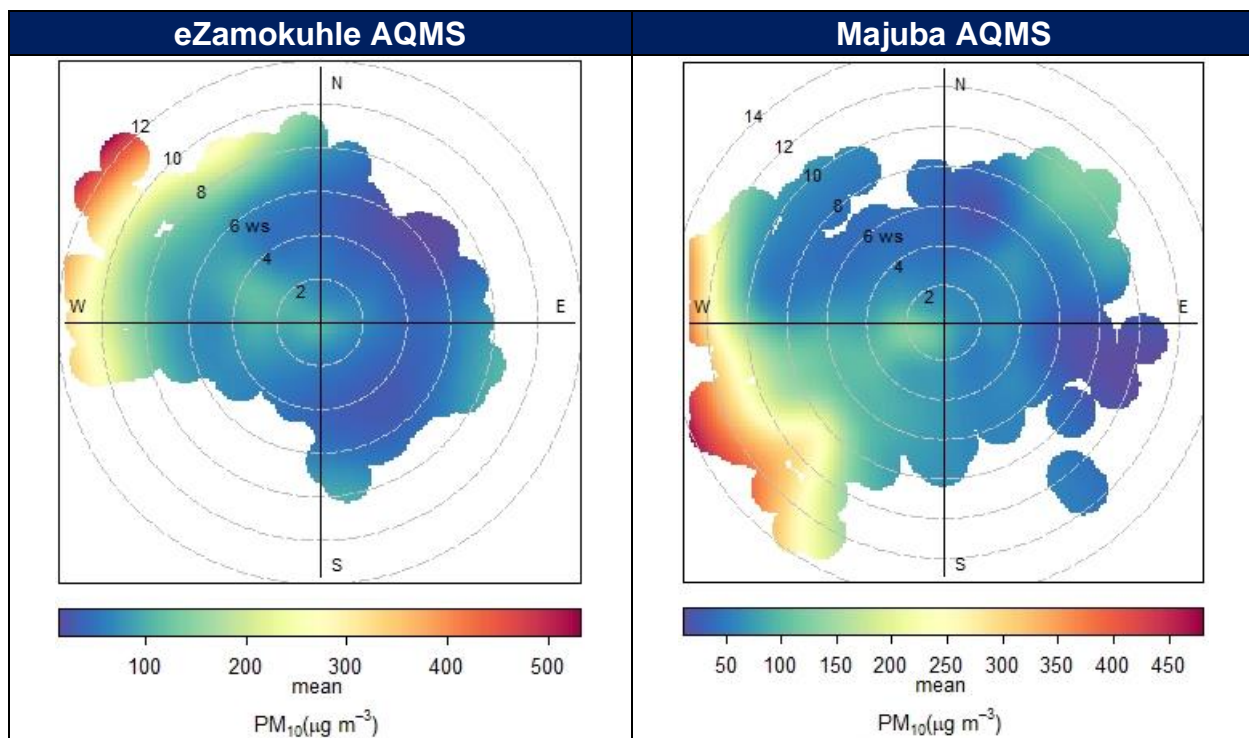 eZamokuhle AQMS
Majuba AQMS
N
12
10
8
6 ws
4
2
W
E
S
100 200 300 400 500
mean
PM₁₀(μg m⁻³)
N
14
12
10
8
6 ws
4
2
W
E
S
50 100 150 200 250 300 350 400 450
mean
PM₁₀(μg m⁻³)